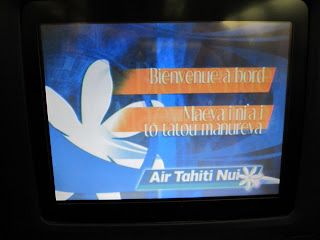 Bienvenue à bord
Maeva i nia i
to tatou manureva
Air Tahiti Nui